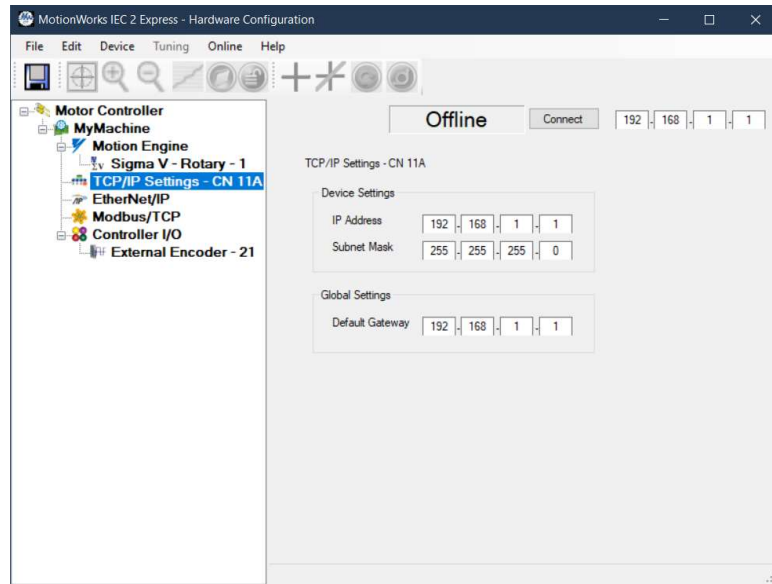 MotionWorks IEC 2 Express - Hardware Configuration
File Edit Device Tuning Online Help
Motor Controller
MyMachine
Motion Engine
Sigma V - Rotary - 1
TCP/IP Settings - CN 11A
EtherNet/IP
Modbus/TCP
Controller I/O
External Encoder - 21
Offline Connect 192 . 168 . 1 . 1
TCP/IP Settings - CN 11A
Device Settings
IP Address 192 . 168 . 1 . 1
Subnet Mask 255 . 255 . 255 . 0
Global Settings
Default Gateway 192 . 168 . 1 . 1